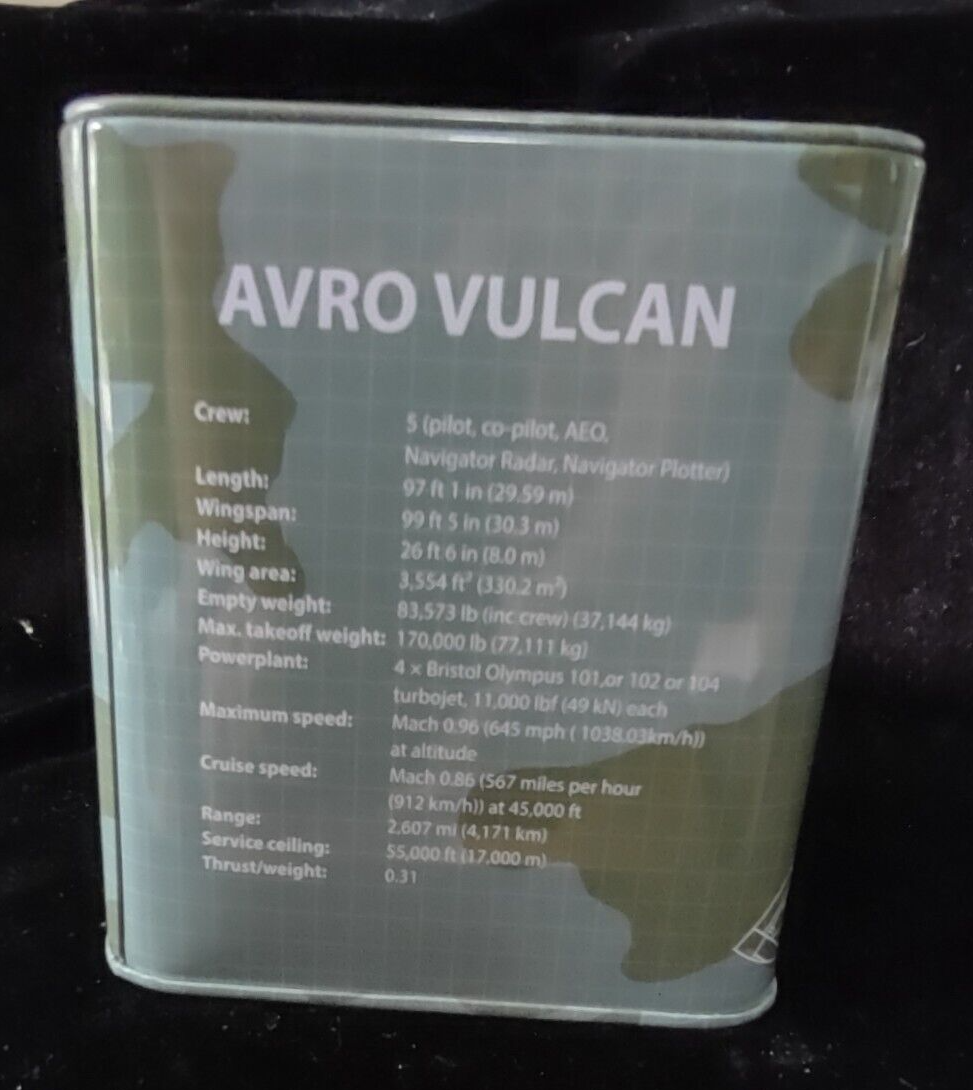 AVRO VULCAN
Crew: 5 (pilot, co-pilot, AEO,
Navigator Radar, Navigator Plotter)
Length: 97 ft 1 in (29.59 m)
Wingspan: 99 ft 5 in (30.3 m)
Height: 26 ft 6 in (8.0 m)
Wing area: 3,554 ft² (330.2 m²)
Empty weight: 83,573 lb (inc crew) (37,144 kg)
Max. takeoff weight: 170,000 lb (77,111 kg)
Powerplant: 4 × Bristol Olympus 101,or 102 or 104
turbojet, 11,000 lbf (49 kN) each
Maximum speed: Mach 0.96 (645 mph ( 1038.03km/h))
at altitude
Cruise speed: Mach 0.86 (567 miles per hour
(912 km/h)) at 45,000 ft
Range: 2,607 mi (4,171 km)
Service ceiling: 55,000 ft (17.000 m)
Thrust/weight: 0.31